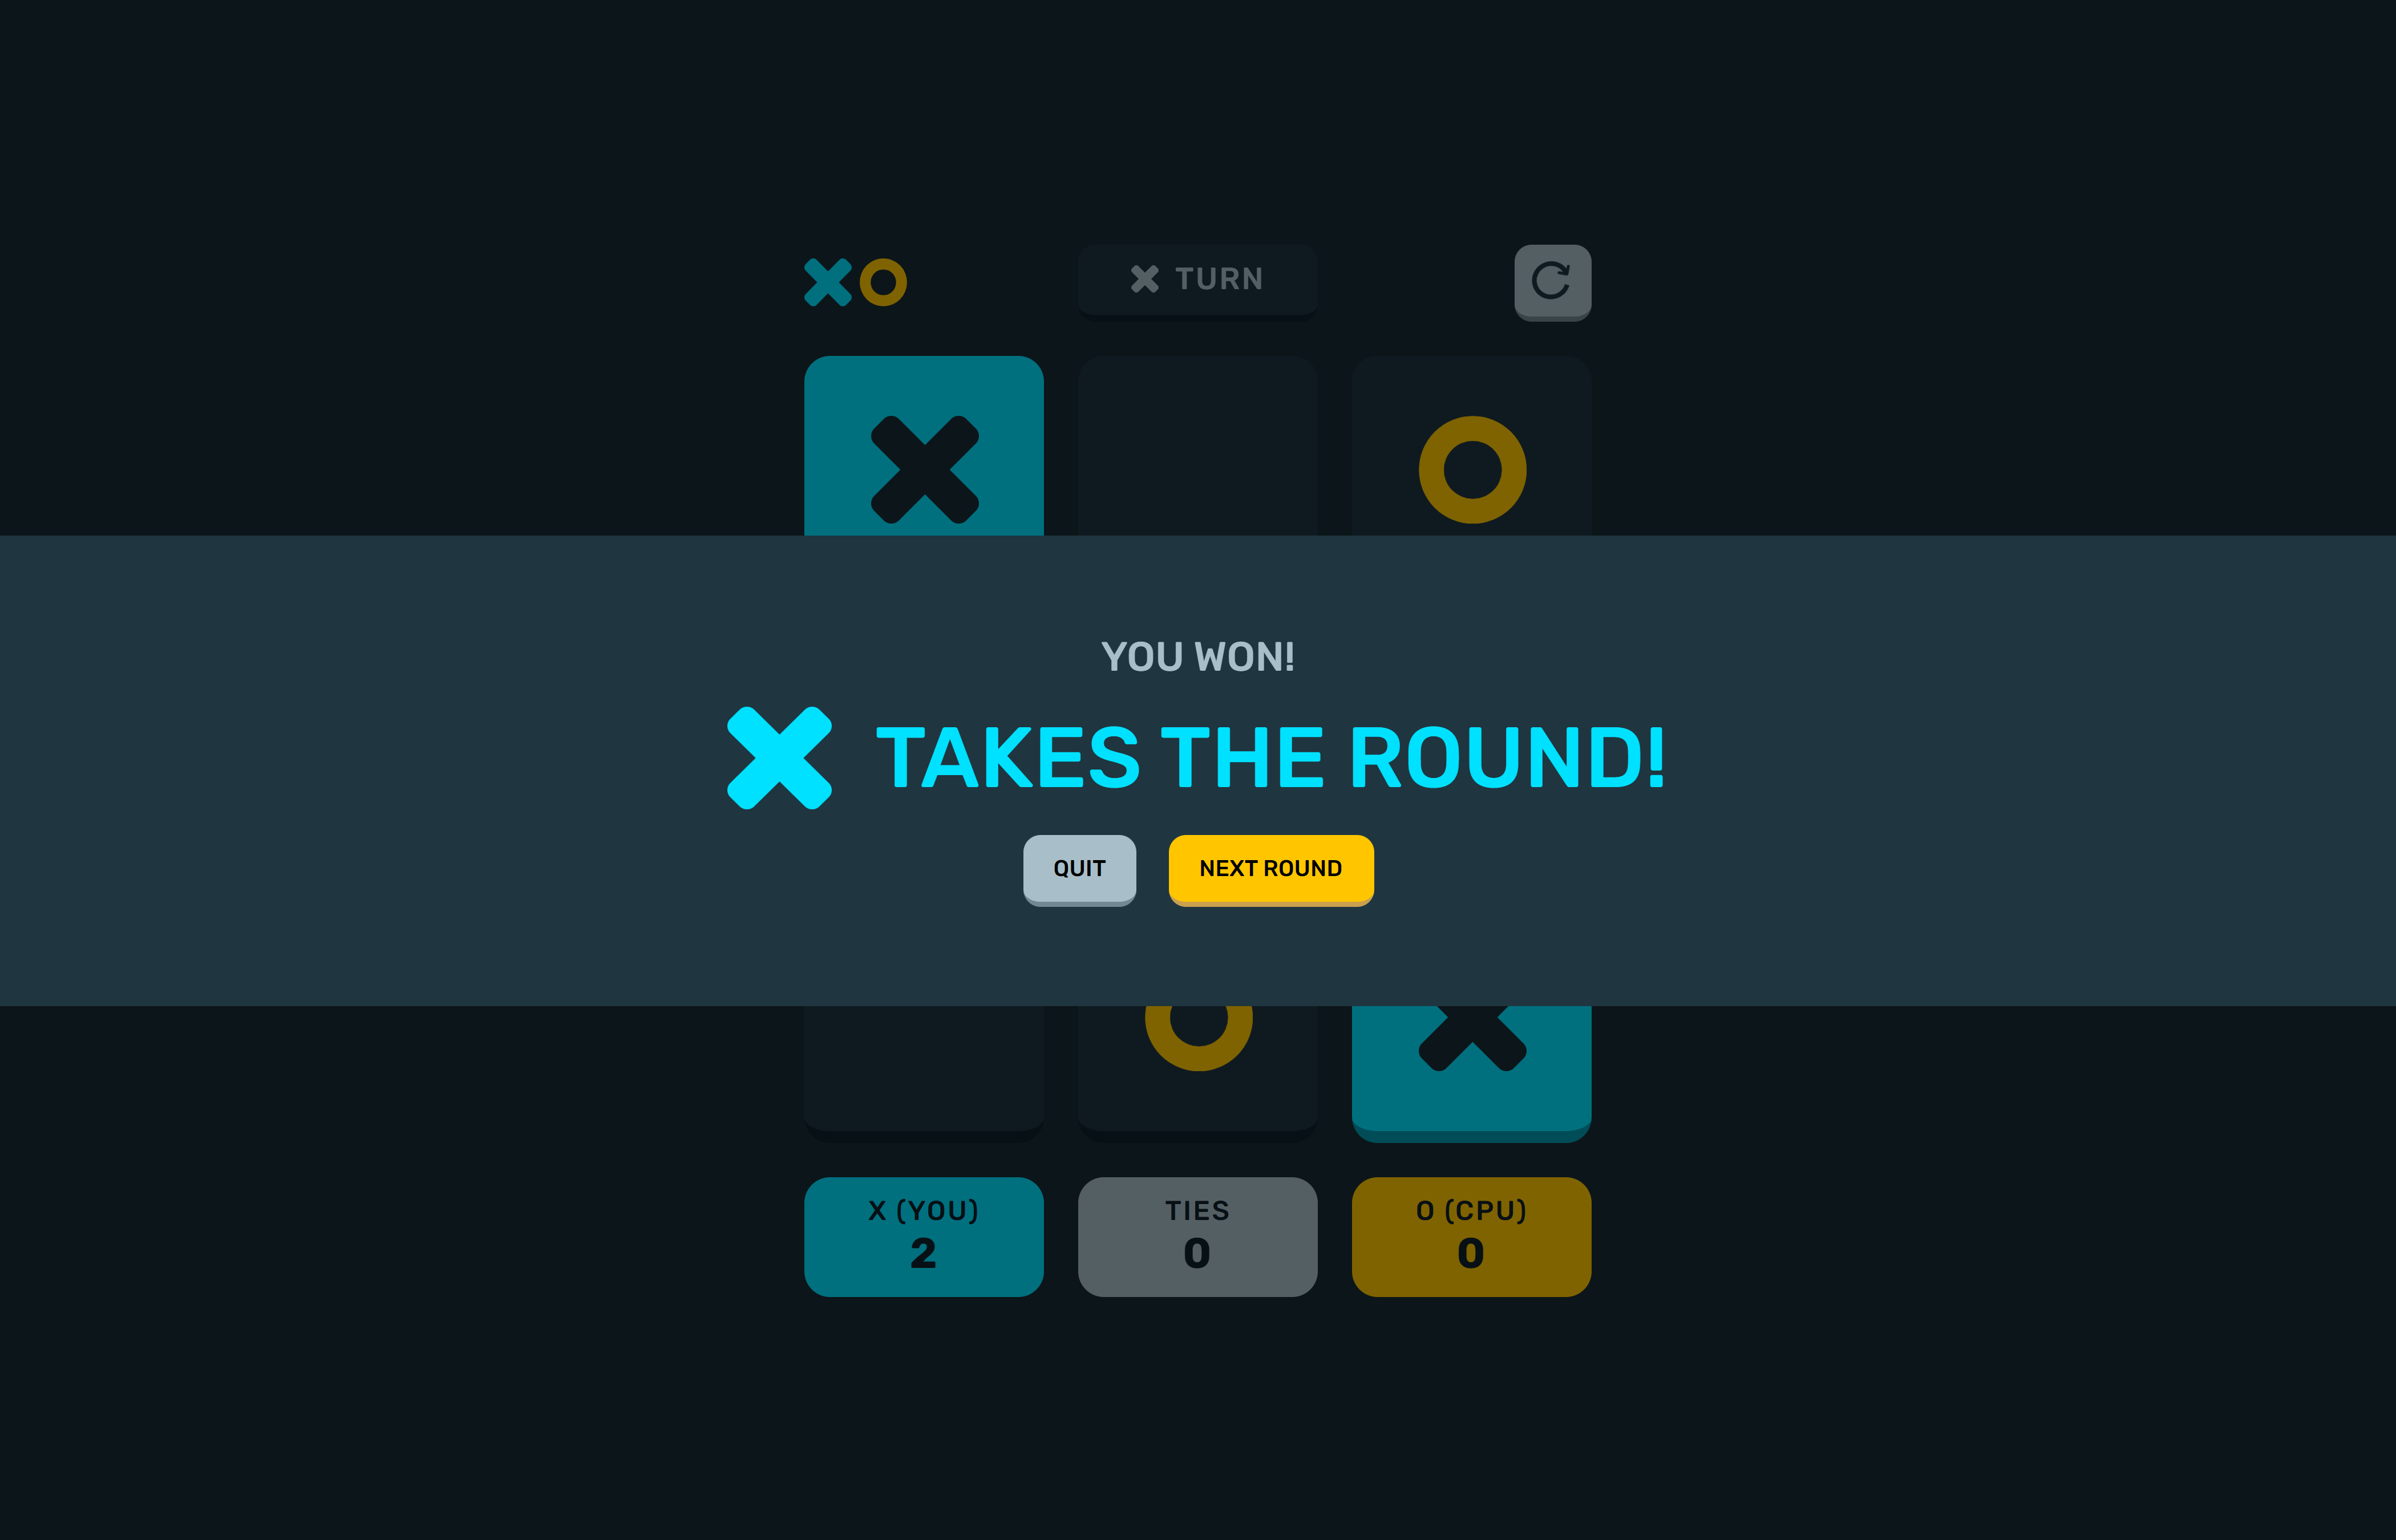 TURN
YOU WON!
TAKES THE ROUND!
QUIT
NEXT ROUND
X (YOU)
2
TIES
0
O (CPU)
0